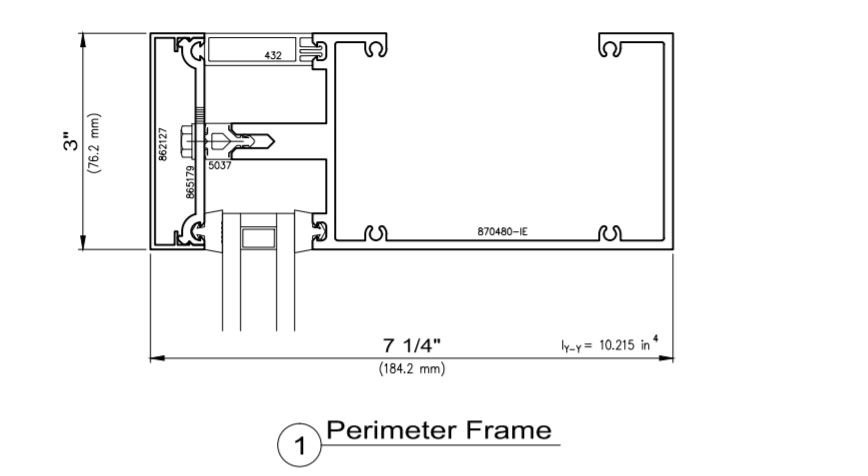 432
3"
(76.2 mm)
862127
865179
5037
870480-IE
7 1/4"
(184.2 mm)
IY-Y = 10.215 in4
1
Perimeter Frame